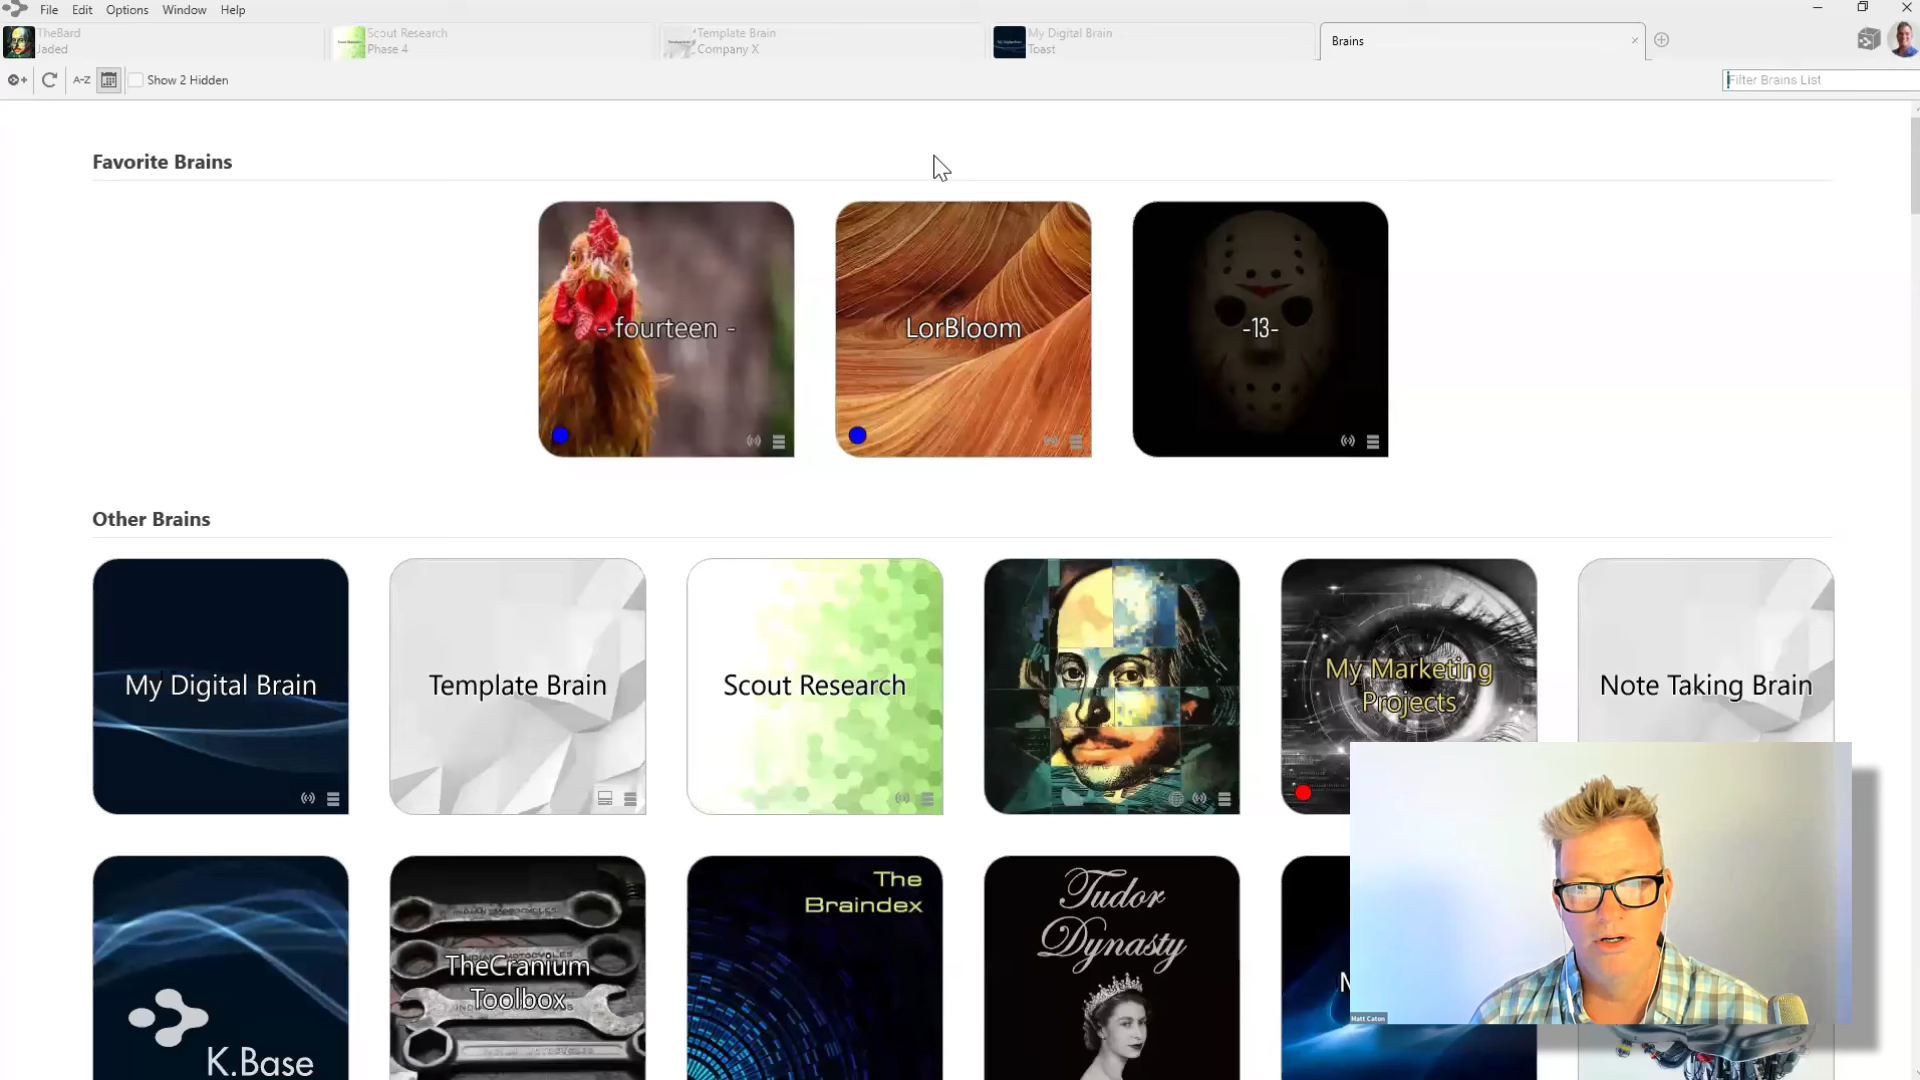 File Edit Options Window Help
TheBard
Jaded
Scout Research
Phase 4
Template Brain
Company X
My Digital Brain
Toast
Brains
A-Z
Show 2 Hidden
Filter Brains List
Favorite Brains
- fourteen -
LorBloom
-13-
Other Brains
My Digital Brain
Template Brain
Scout Research
My Marketing
Projects
Note Taking Brain
K.Base
TheCranium
Toolbox
The
Braindex
Tudor
Dynasty
M
Matt Caton